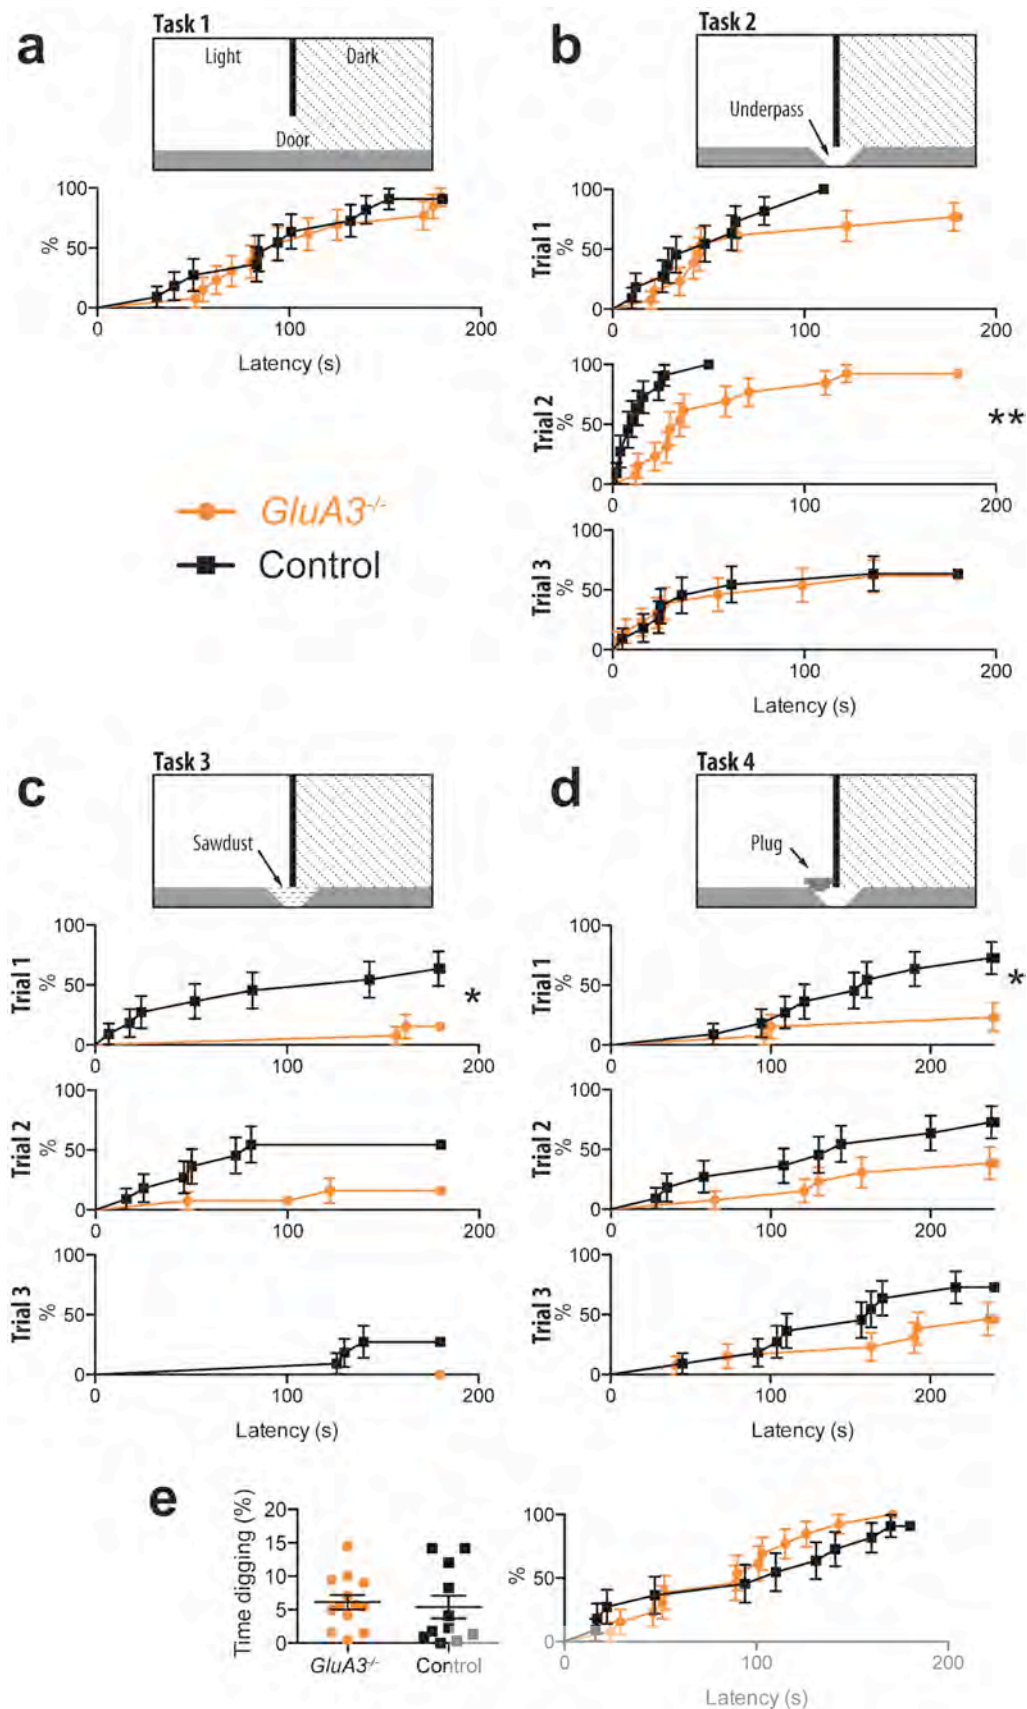 a
Task 1
Light
Dark
Door
100
50
0
%
0
100
200
Latency (s)
b
Task 2
Underpass
Trial 1
%
100
50
0
0
100
200
Trial 2
%
100
50
0
0
100
200
**
Trial 3
%
100
50
0
0
100
200
Latency (s)
GluA3-/-
Control
c
Task 3
Sawdust
Trial 1
%
100
50
0
0
100
200
*
Trial 2
%
100
50
0
0
100
200
Trial 3
%
100
50
0
0
100
200
Latency (s)
d
Task 4
Plug
Trial 1
%
100
50
0
0
100
200
*
Trial 2
%
100
50
0
0
100
200
Trial 3
%
100
50
0
0
100
200
Latency (s)
e
Time digging (%)
20
15
10
5
0
GluA3-/-
Control
%
100
50
0
0
200
Latency (s)